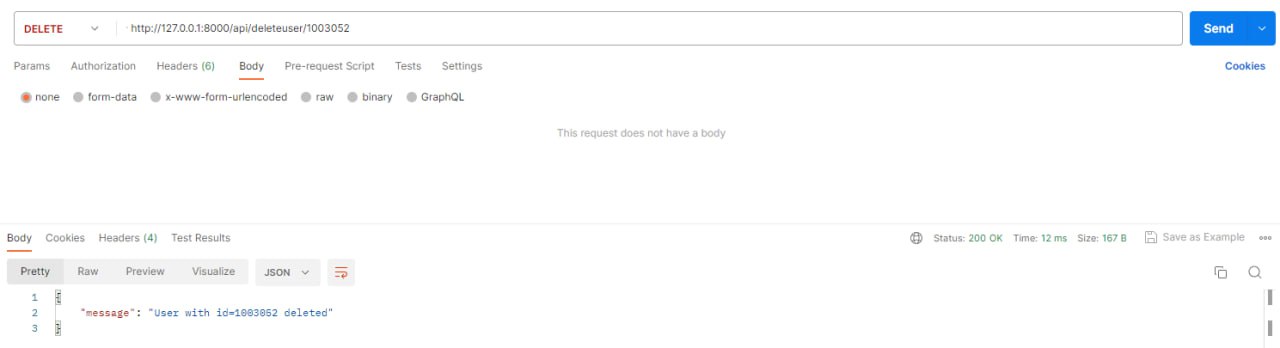 DELETE http://127.0.0.1:8000/api/deleteuser/1003052 Send
Params Authorization Headers (6) Body Pre-request Script Tests Settings Cookies
none form-data x-www-form-urlencoded raw binary GraphQL
This request does not have a body
Body Cookies Headers (4) Test Results Status: 200 OK Time: 12 ms Size: 167 B Save as Example
Pretty Raw Preview Visualize JSON
1 {
2 "message": "User with id=1003052 deleted"
3 }